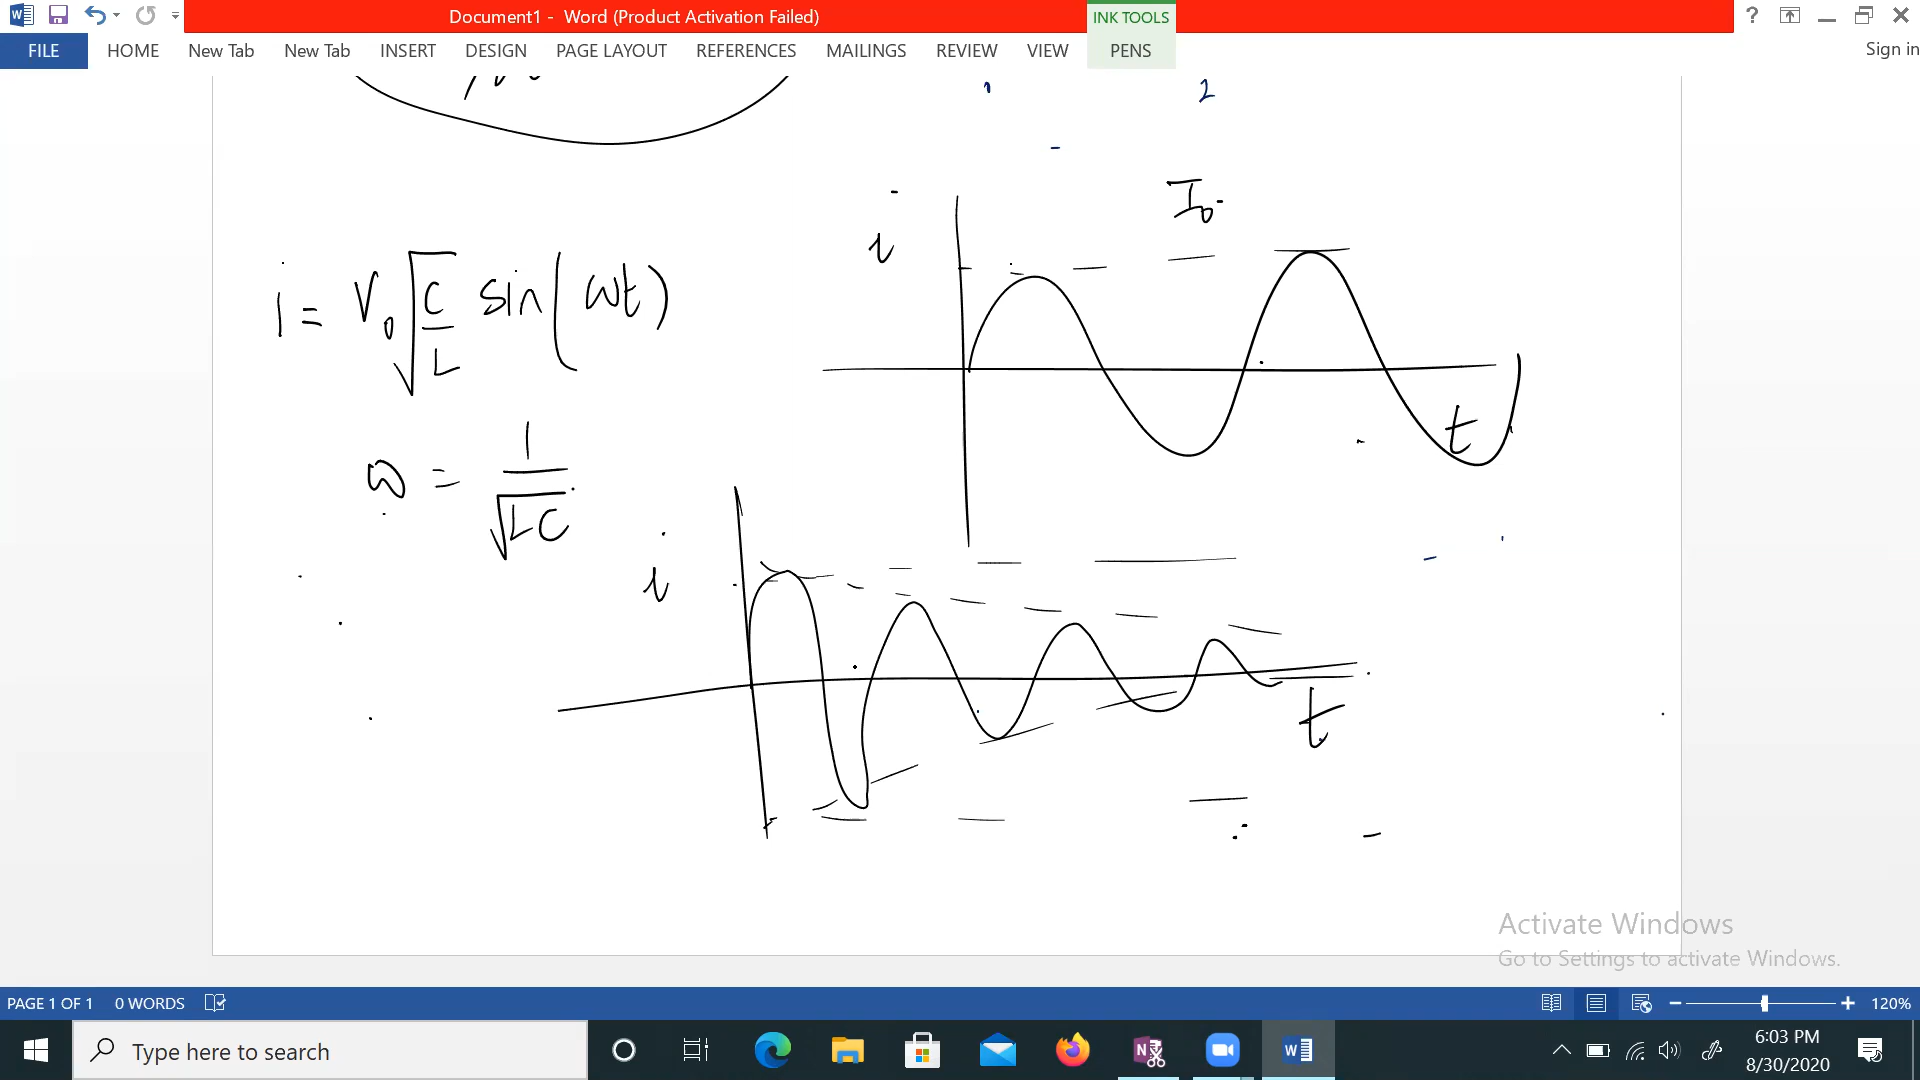 Document1 - Word (Product Activation Failed)
INK TOOLS
?
FILE HOME New Tab New Tab INSERT DESIGN PAGE LAYOUT REFERENCES MAILINGS REVIEW VIEW PENS
Sign in
2
I₀
i
i = V₀ √(C/L) sin(ωt)
t
ω = 1/√LC
i
t
Activate Windows
Go to Settings to activate Windows.
PAGE 1 OF 1 0 WORDS 120%
Type here to search
6:03 PM
8/30/2020